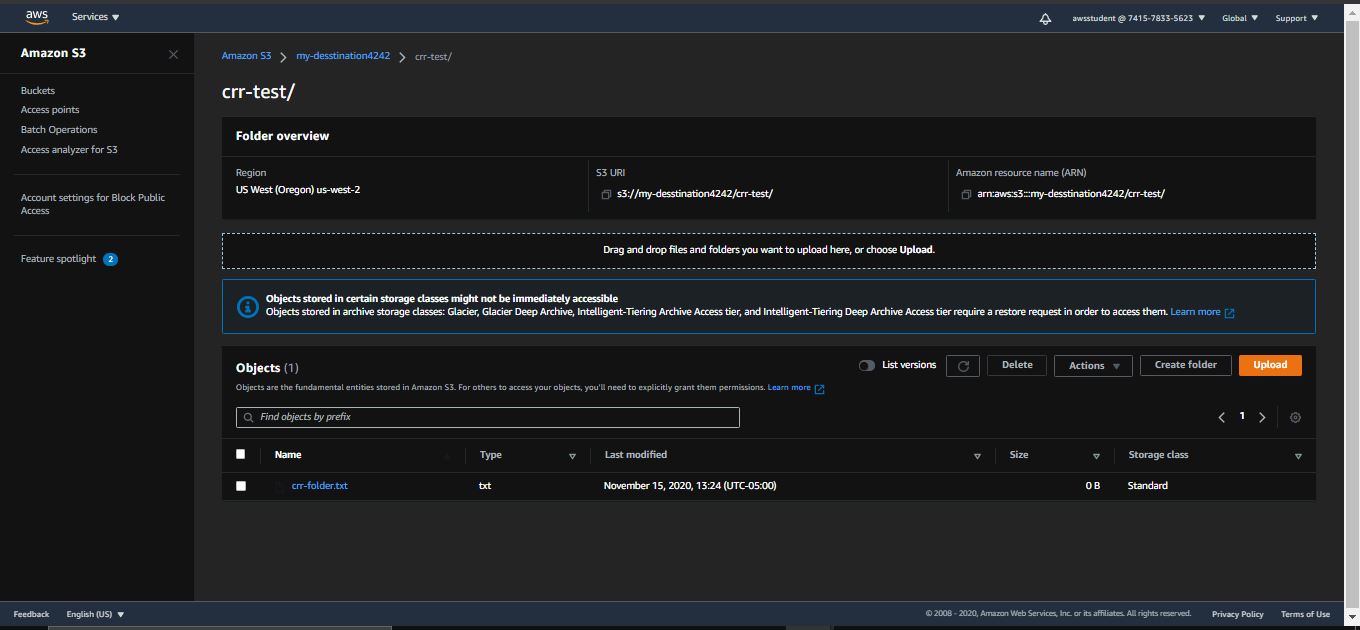 aws Services awsstudent @ 7415-7833-5623 Global Support
Amazon S3
Buckets
Access points
Batch Operations
Access analyzer for S3
Account settings for Block Public
Access
Feature spotlight 2
Amazon S3 my-desstination4242 crr-test/
crr-test/
Folder overview
Region
US West (Oregon) us-west-2
S3 URI
s3://my-desstination4242/crr-test/
Amazon resource name (ARN)
arn:aws:s3:::my-desstination4242/crr-test/
Drag and drop files and folders you want to upload here, or choose Upload.
Objects stored in certain storage classes might not be immediately accessible
Objects stored in archive storage classes: Glacier, Glacier Deep Archive, Intelligent-Tiering Archive Access tier, and Intelligent-Tiering Deep Archive Access tier require a restore request in order to access them. Learn more
Objects (1)
List versions Delete Actions Create folder Upload
Objects are the fundamental entities stored in Amazon S3. For others to access your objects, you'll need to explicitly grant them permissions. Learn more
Find objects by prefix
1
Name Type Last modified Size Storage class
crr-folder.txt txt November 15, 2020, 13:24 (UTC-05:00) 0 B Standard
Feedback English (US) © 2008 - 2020, Amazon Web Services, Inc. or its affiliates. All rights reserved. Privacy Policy Terms of Use